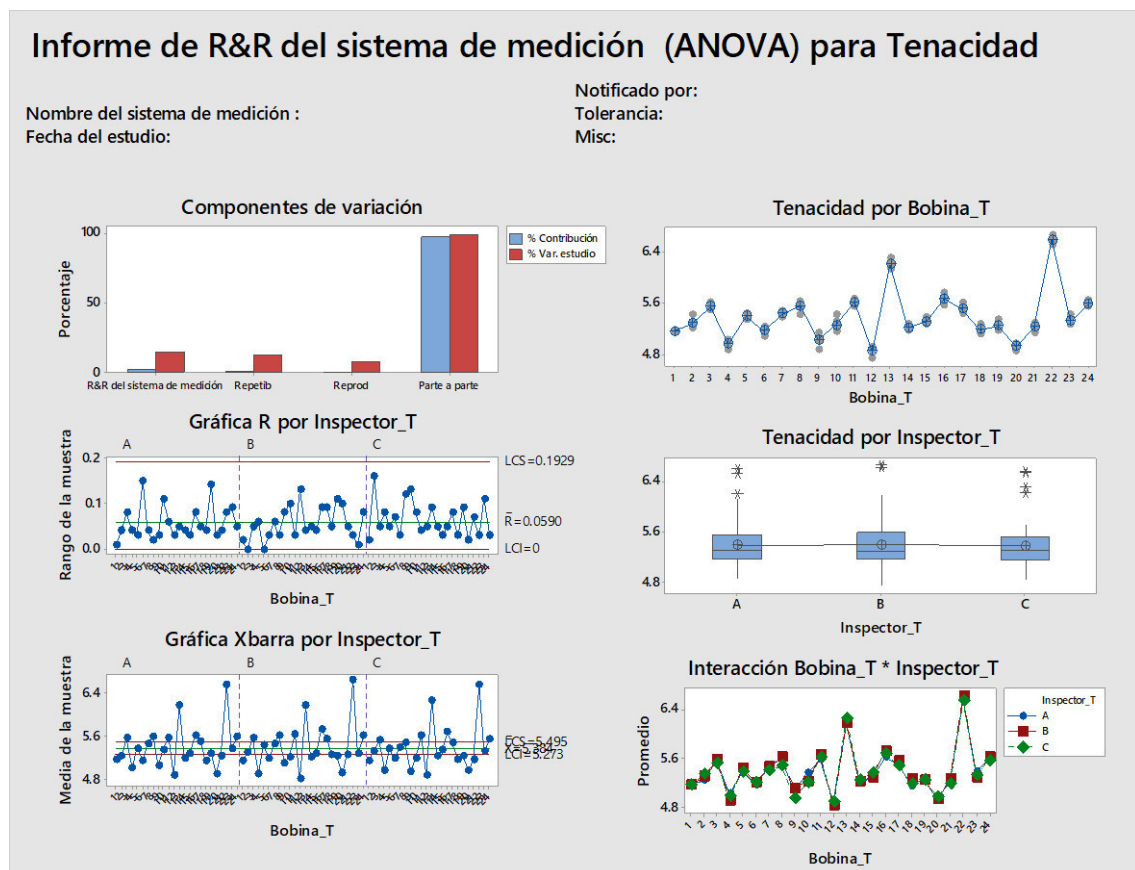 Informe de R&R del sistema de medición (ANOVA) para Tenacidad
Nombre del sistema de medición :
Fecha del estudio:
Notificado por:
Tolerancia:
Misc:
Componentes de variación
100
50
0
Porcentaje
R&R del sistema de medición Repetib Reprod Parte a parte
% Contribución
% Var. estudio
Tenacidad por Bobina_T
6.4
5.6
4.8
1 2 3 4 5 6 7 8 9 10 11 12 13 14 15 16 17 18 19 20 21 22 23 24
Bobina_T
Gráfica R por Inspector_T
A B C
0.2
0.1
0.0
Rango de la muestra
LCS=0.1929
R=0.0590
LCI=0
Bobina_T
Tenacidad por Inspector_T
6.4
5.6
4.8
A B C
Inspector_T
Gráfica Xbarra por Inspector_T
A B C
6.4
5.6
4.8
Media de la muestra
LCI=5.273
Bobina_T
Interacción Bobina_T * Inspector_T
6.4
5.6
4.8
Promedio
1 2 3 4 5 6 7 8 9 10 11 12 13 14 15 16 17 18 19 20 21 22 23 24
Bobina_T
Inspector_T
A
B
C